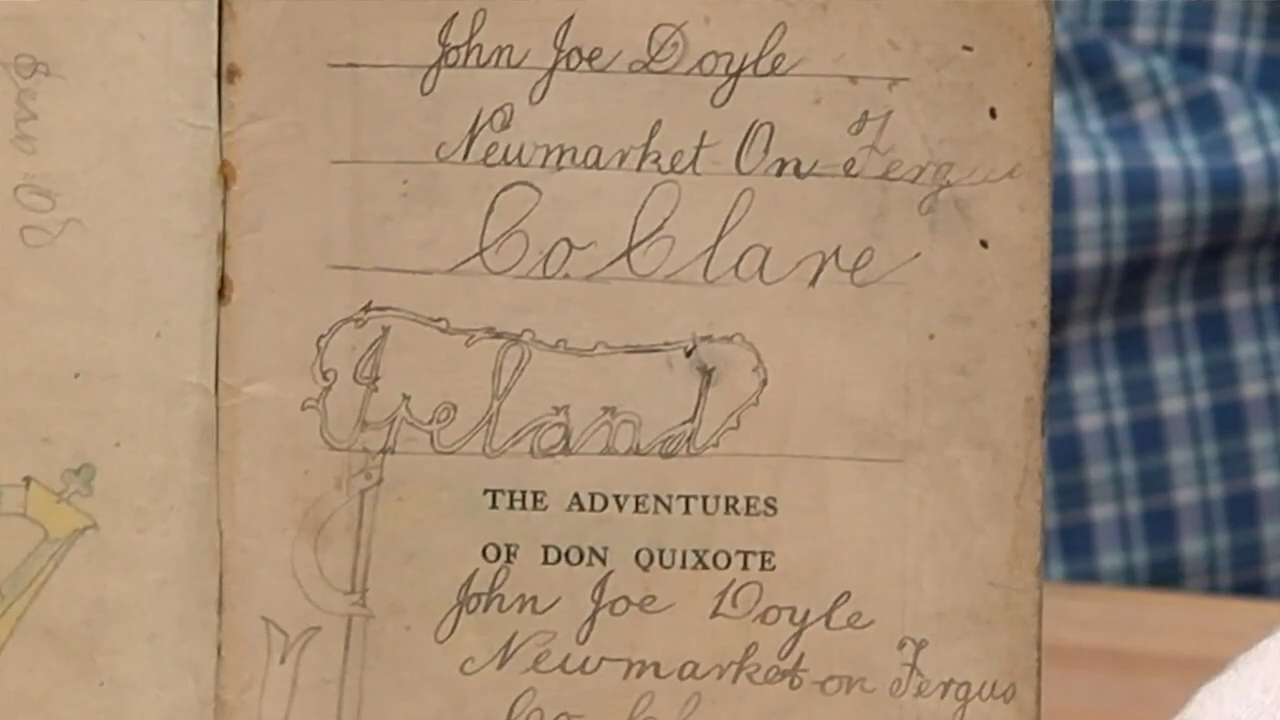 John Joe Doyle
Newmarket On Fergus
Co. Clare
Ireland
THE ADVENTURES
OF DON QUIXOTE
John Joe Doyle
Newmarket on Fergus
Co